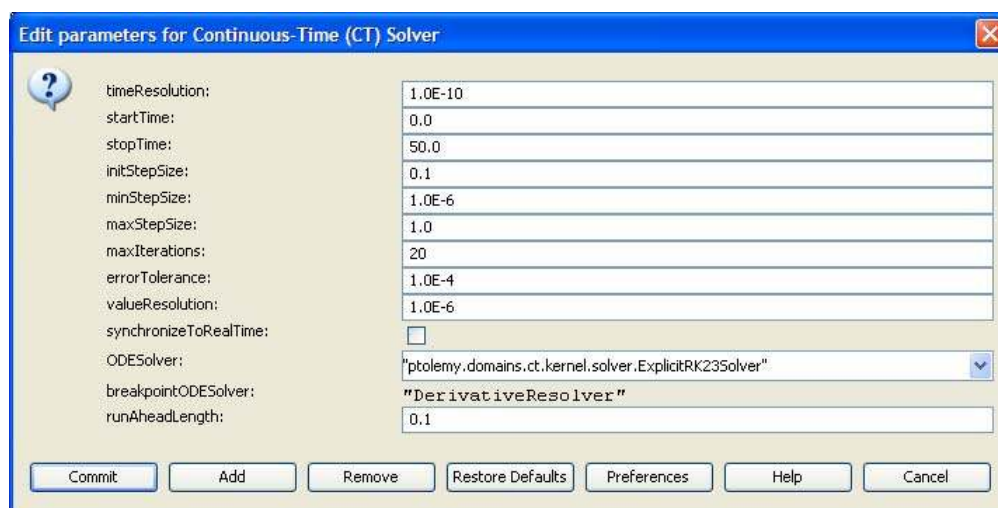 Edit parameters for Continuous-Time (CT) Solver
timeResolution: 1.0E-10
startTime: 0.0
stopTime: 50.0
initStepSize: 0.1
minStepSize: 1.0E-6
maxStepSize: 1.0
maxIterations: 20
errorTolerance: 1.0E-4
valueResolution: 1.0E-6
synchronizeToRealTime:
ODESolver: "ptolemy.domains.ct.kernel.solver.ExplicitRK23Solver"
breakpointODESolver: "DerivativeResolver"
runAheadLength: 0.1
Commit Add Remove Restore Defaults Preferences Help Cancel